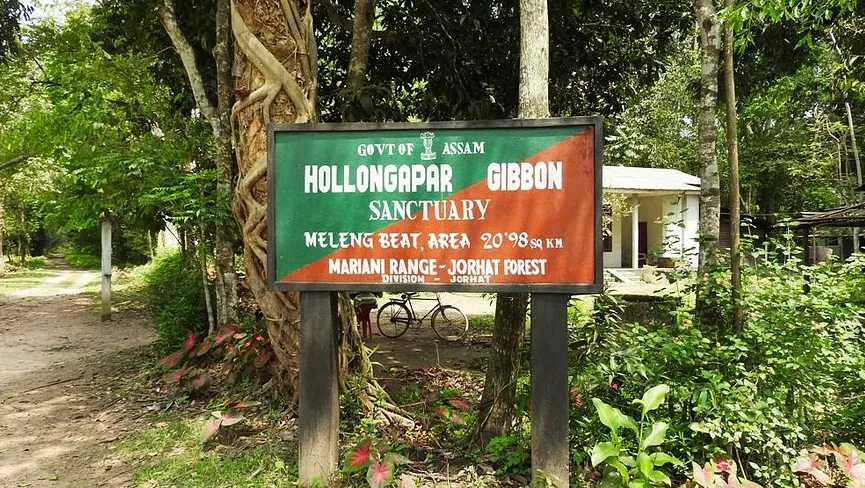 GOVT OF ASSAM
HOLLONGAPAR GIBBON
SANCTUARY
MELENG BEAT, AREA 20°98 SQ KM
MARIANI RANGE - JORHAT FOREST
DIVISION - JORHAT